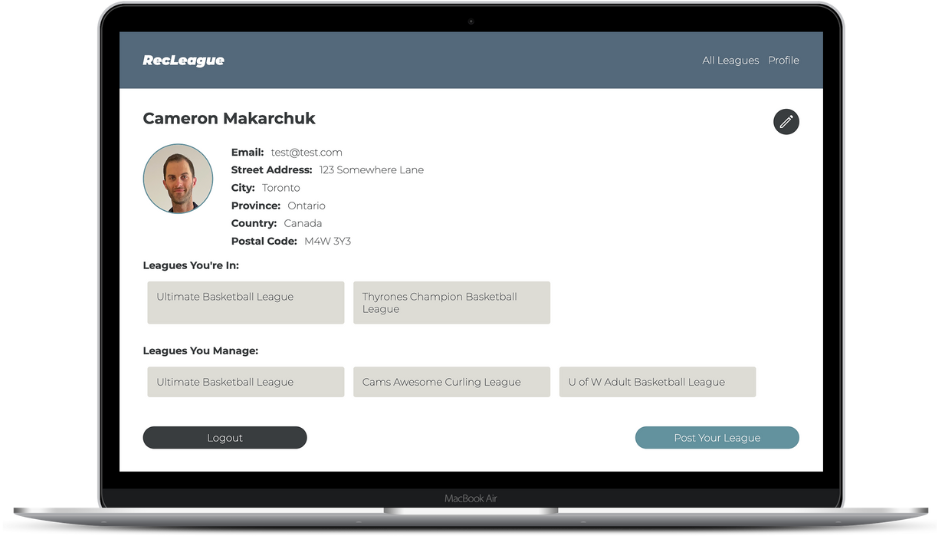 RecLeague
All Leagues Profile
Cameron Makarchuk
Email: test@test.com
Street Address: 123 Somewhere Lane
City: Toronto
Province: Ontario
Country: Canada
Postal Code: M4W 3Y3
Leagues You're In:
Ultimate Basketball League
Thyrones Champion Basketball
League
Leagues You Manage:
Ultimate Basketball League
Cams Awesome Curling League
U of W Adult Basketball League
Logout
Post Your League
MacBook Air